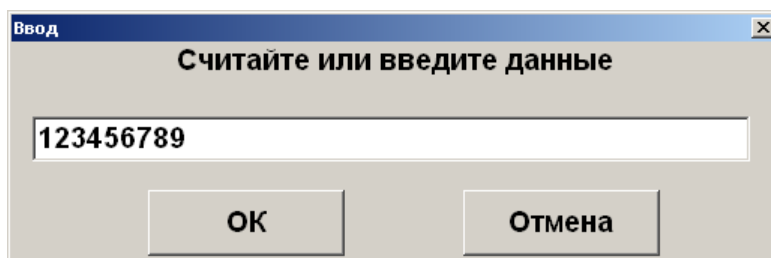 Ввод
Считайте или введите данные
123456789
ОК
Отмена